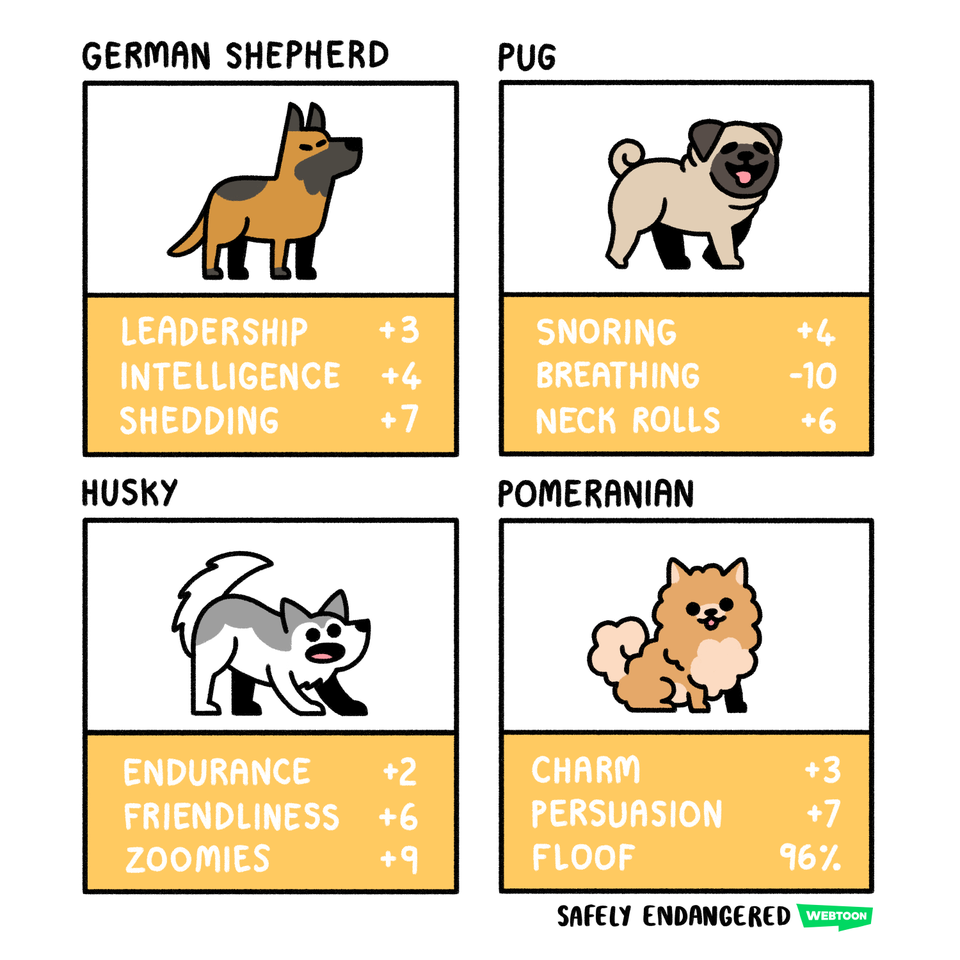 GERMAN SHEPHERD
LEADERSHIP +3
INTELLIGENCE +4
SHEDDING +7
PUG
SNORING +4
BREATHING -10
NECK ROLLS +6
HUSKY
ENDURANCE +2
FRIENDLINESS +6
ZOOMIES +9
POMERANIAN
CHARM +3
PERSUASION +7
FLOOF 96%
SAFELY ENDANGERED WEBTOON